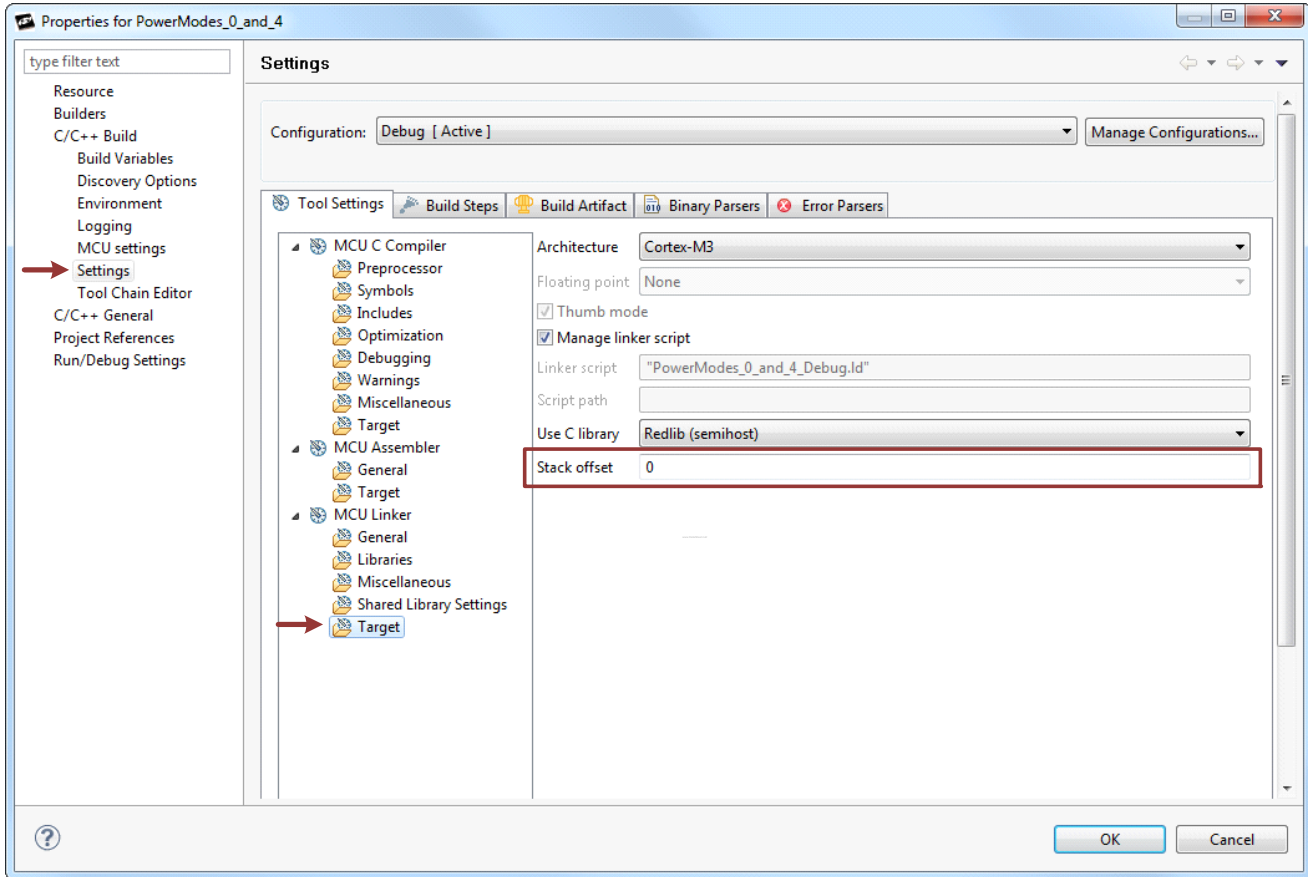 Properties for PowerModes_0_and_4
type filter text
Resource
Builders
C/C++ Build
Build Variables
Discovery Options
Environment
Logging
MCU settings
Settings
Tool Chain Editor
C/C++ General
Project References
Run/Debug Settings
Settings
Configuration: Debug [ Active ] Manage Configurations...
Tool Settings Build Steps Build Artifact Binary Parsers Error Parsers
MCU C Compiler
Preprocessor
Symbols
Includes
Optimization
Debugging
Warnings
Miscellaneous
Target
MCU Assembler
General
Target
MCU Linker
General
Libraries
Miscellaneous
Shared Library Settings
Target
Architecture Cortex-M3
Floating point None
Thumb mode
Manage linker script
Linker script "PowerModes_0_and_4_Debug.ld"
Script path
Use C library Redlib (semihost)
Stack offset 0
OK Cancel